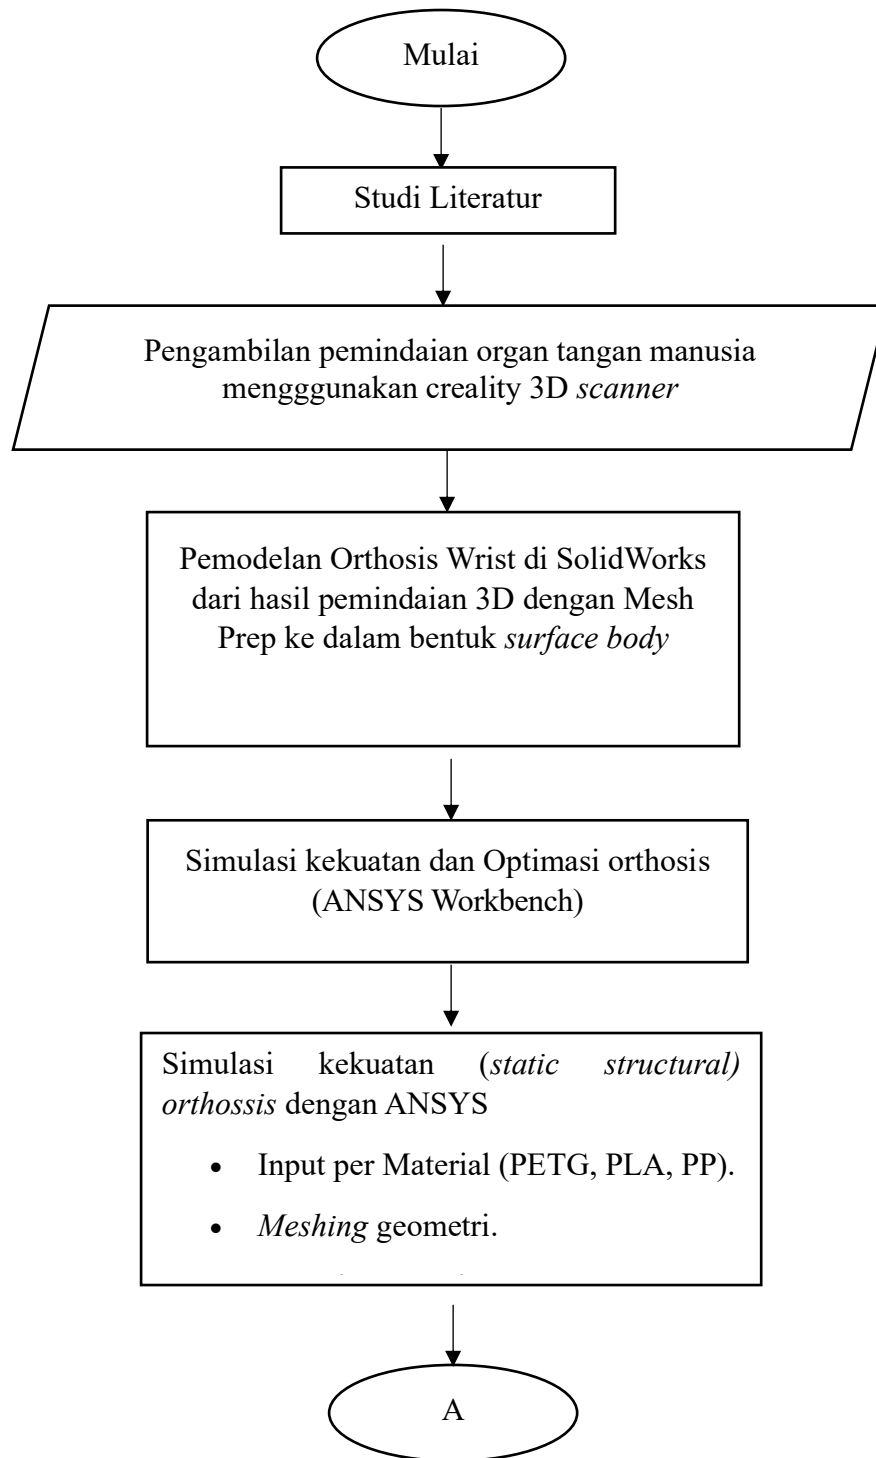 Mulai
Studi Literatur
Pengambilan pemindaian organ tangan manusia
mengggunakan creality 3D scanner
Pemodelan Orthosis Wrist di SolidWorks
dari hasil pemindaian 3D dengan Mesh
Prep ke dalam bentuk surface body
Simulasi kekuatan dan Optimasi orthosis
(ANSYS Workbench)
Simulasi kekuatan (static structural)
orthossis dengan ANSYS
• Input per Material (PETG, PLA, PP).
• Meshing geometri.
A